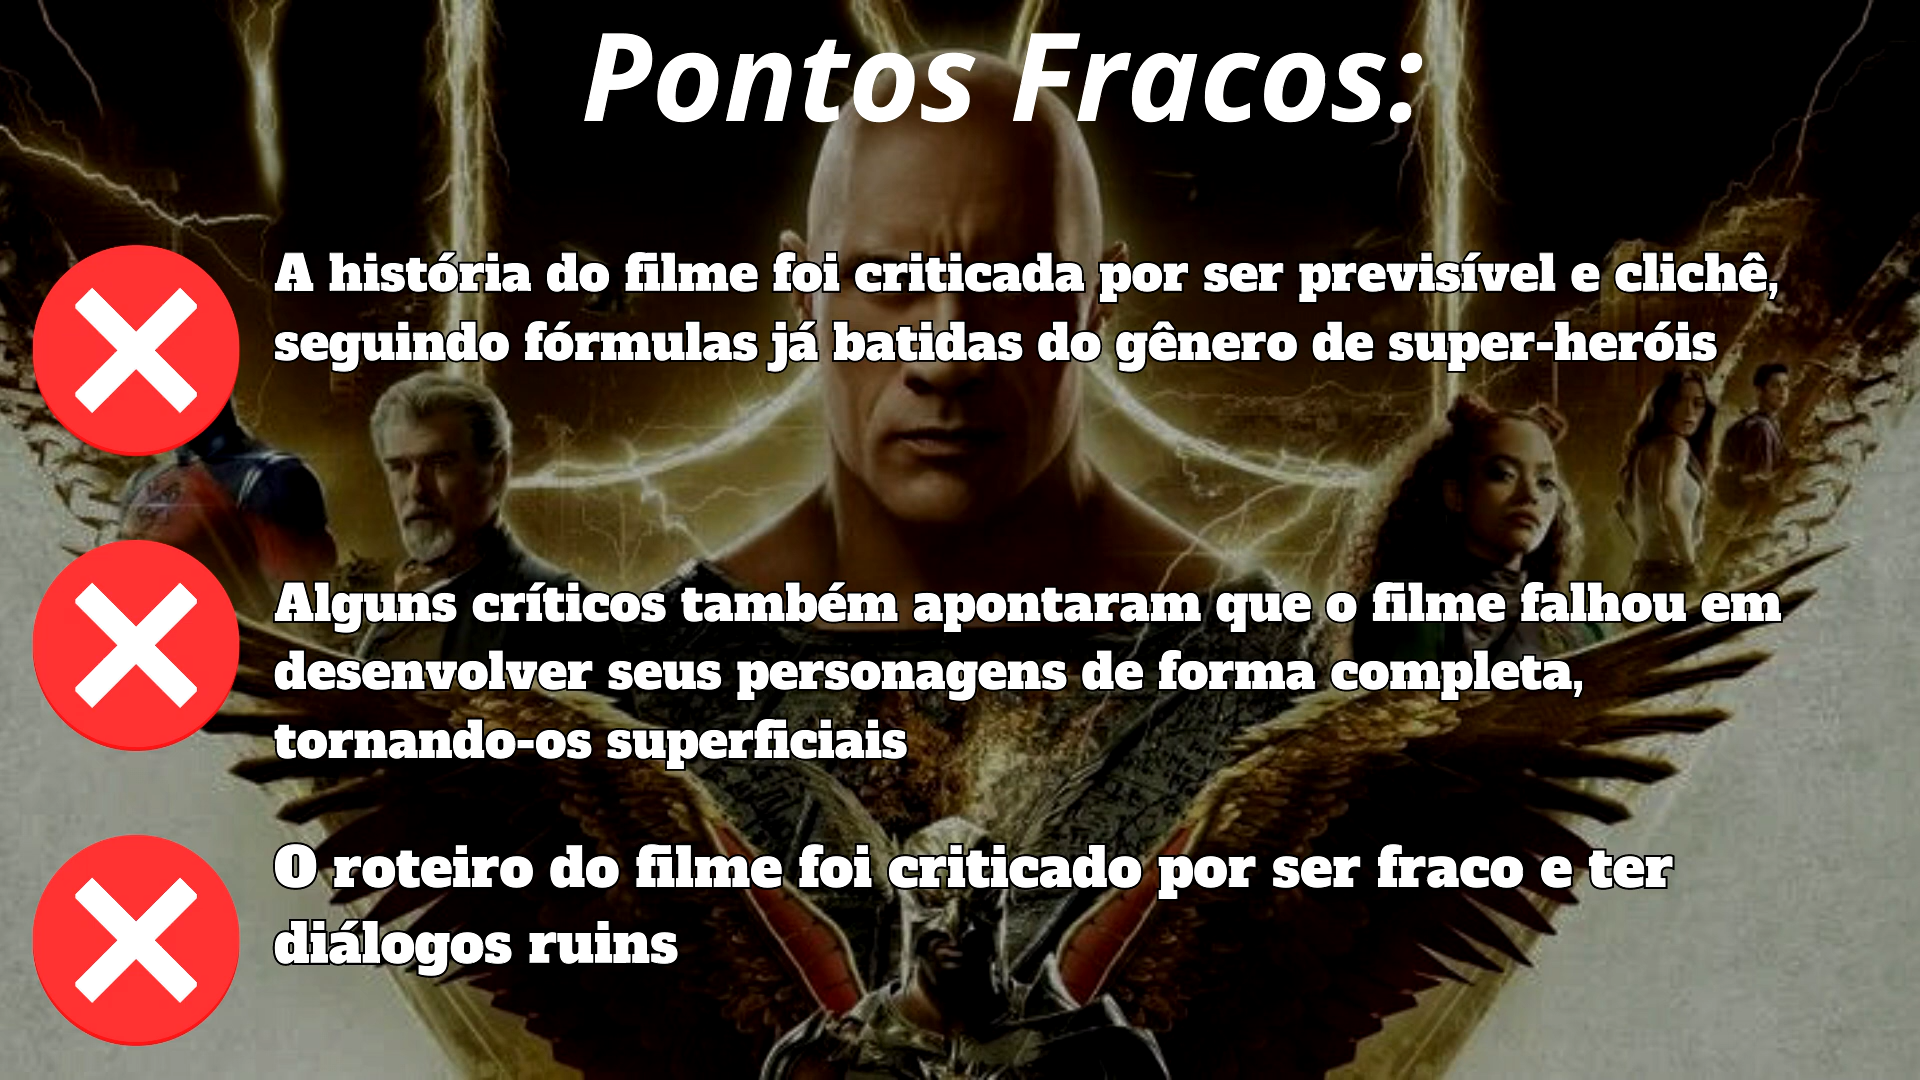 Pontos Fracos:
A história do filme foi criticada por ser previsível e clichê,
seguindo fórmulas já batidas do gênero de super-heróis
Alguns críticos também apontaram que o filme falhou em
desenvolver seus personagens de forma completa,
tornando-os superficiais
O roteiro do filme foi criticado por ser fraco e ter
diálogos ruins